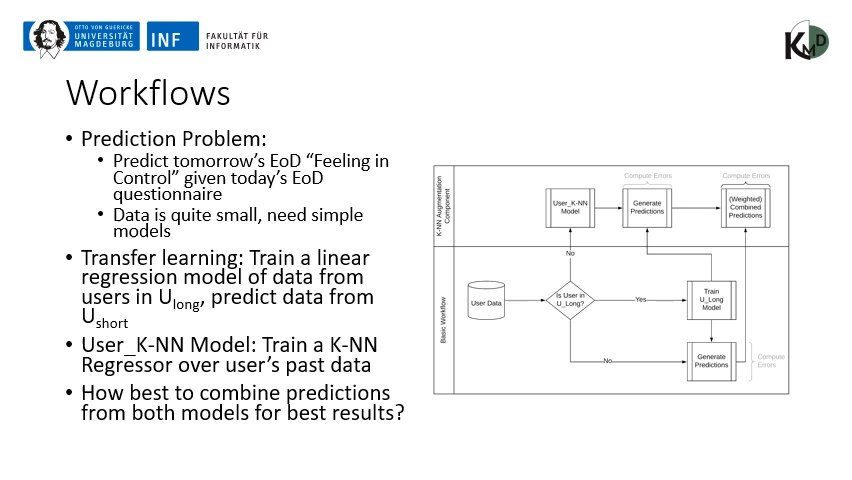 OTTO VON GUERICKE
UNIVERSITÄT
MAGDEBURG
INF
FAKULTÄT FÜR
INFORMATIK
KMD
Workflows
• Prediction Problem:
• Predict tomorrow's EoD "Feeling in
Control" given today's EoD
questionnaire
• Data is quite small, need simple
models
• Transfer learning: Train a linear
regression model of data from
users in Ulong, predict data from
Ushort
• User_K-NN Model: Train a K-NN
Regressor over user's past data
• How best to combine predictions
from both models for best results?
K-NN Augmentation
Component
Compute Errors
Compute Errors
User_K-NN
Model
Generate
Predictions
(Weighted)
Combined
Predictions
Basic Workflow
No
User Data
Is User in
U_Long?
Yes
Train
U_Long
Model
No
Generate
Predictions
Compute
Errors